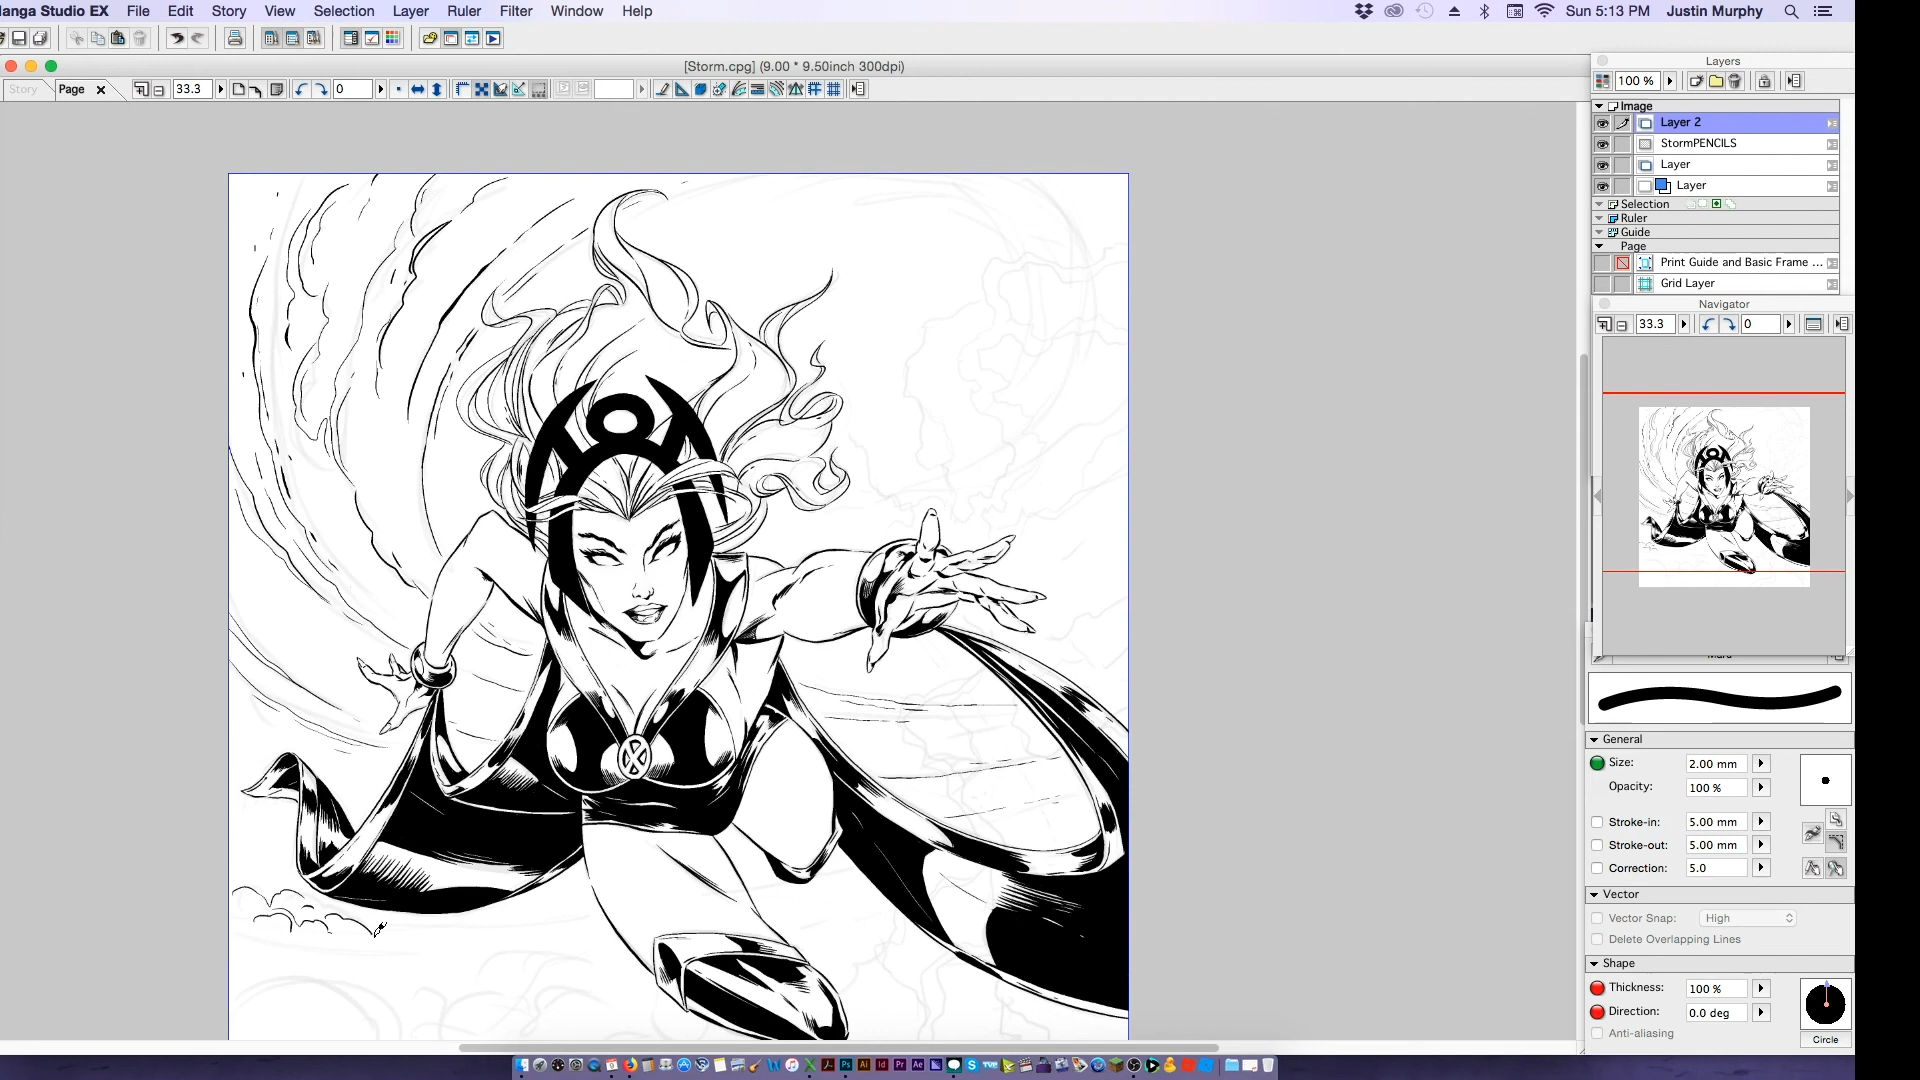 anga Studio EX File Edit Story View Selection Layer Ruler Filter Window Help Sun 5:13 PM Justin Murphy
[Storm.cpg] (9.00 * 9.50inch 300dpi)
Story Page 33.3 0
Layers
100 %
Image
Layer 2
StormPENCILS
Layer
Layer
Selection
Ruler
Guide
Page
Print Guide and Basic Frame ...
Grid Layer
Navigator
33.3 0
General
Size: 2.00 mm
Opacity: 100 %
Stroke-in: 5.00 mm
Stroke-out: 5.00 mm
Correction: 5.0
Vector
Vector Snap: High
Delete Overlapping Lines
Shape
Thickness: 100 %
Direction: 0.0 deg
Anti-aliasing
Circle